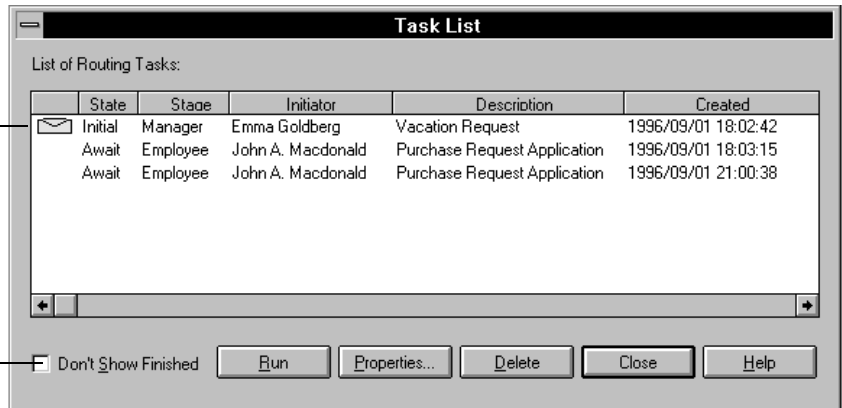 Task List
List of Routing Tasks:
State Stage Initiator Description Created
Initial Manager Emma Goldberg Vacation Request 1996/09/01 18:02:42
Await Employee John A. Macdonald Purchase Request Application 1996/09/01 18:03:15
Await Employee John A. Macdonald Purchase Request Application 1996/09/01 21:00:38
Don't Show Finished Run Properties... Delete Close Help